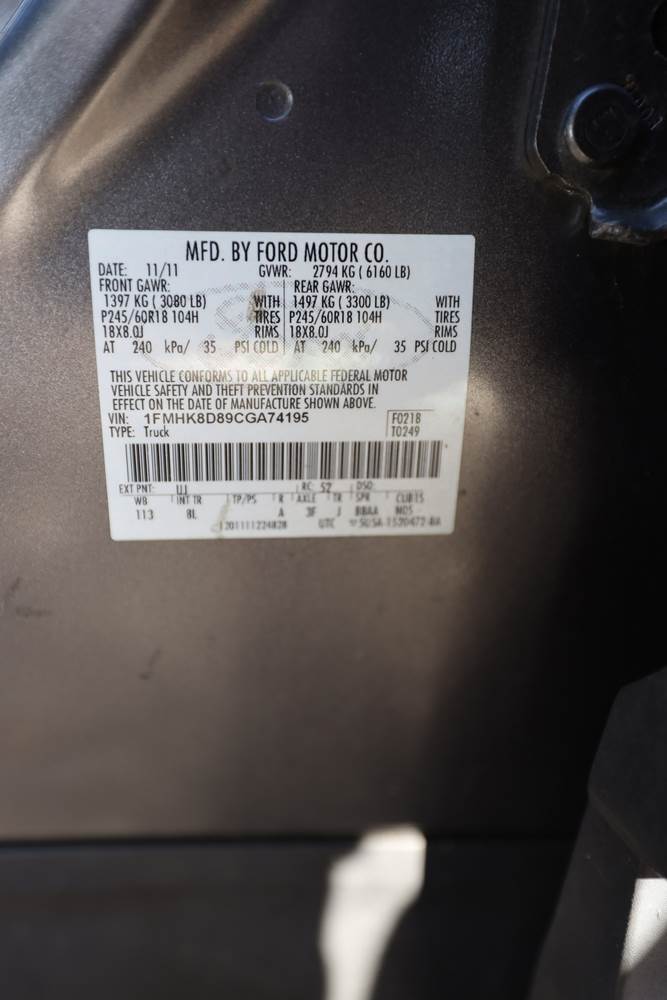 MFD. BY FORD MOTOR CO.
DATE: 11/11 GVWR: 2794 KG ( 6160 LB)
FRONT GAWR: REAR GAWR:
1397 KG ( 3080 LB) WITH 1497 KG ( 3300 LB) WITH
P245/60R18 104H TIRES P245/60R18 104H TIRES
18X8.0J RIMS 18X8.0J RIMS
AT 240 kPa/ 35 PSI COLD AT 240 kPa/ 35 PSI COLD
THIS VEHICLE CONFORMS TO ALL APPLICABLE FEDERAL MOTOR
VEHICLE SAFETY AND THEFT PREVENTION STANDARDS IN
EFFECT ON THE DATE OF MANUFACTURE SHOWN ABOVE.
VIN: 1FMHK8D89CGA74195 F0218
TYPE: Truck T0249
EXT PNT: UJ RC: 52 DSO:
WB INT TR TP/PS R AXLE TR SPR
113 8L A 3F J BBAA
UTC